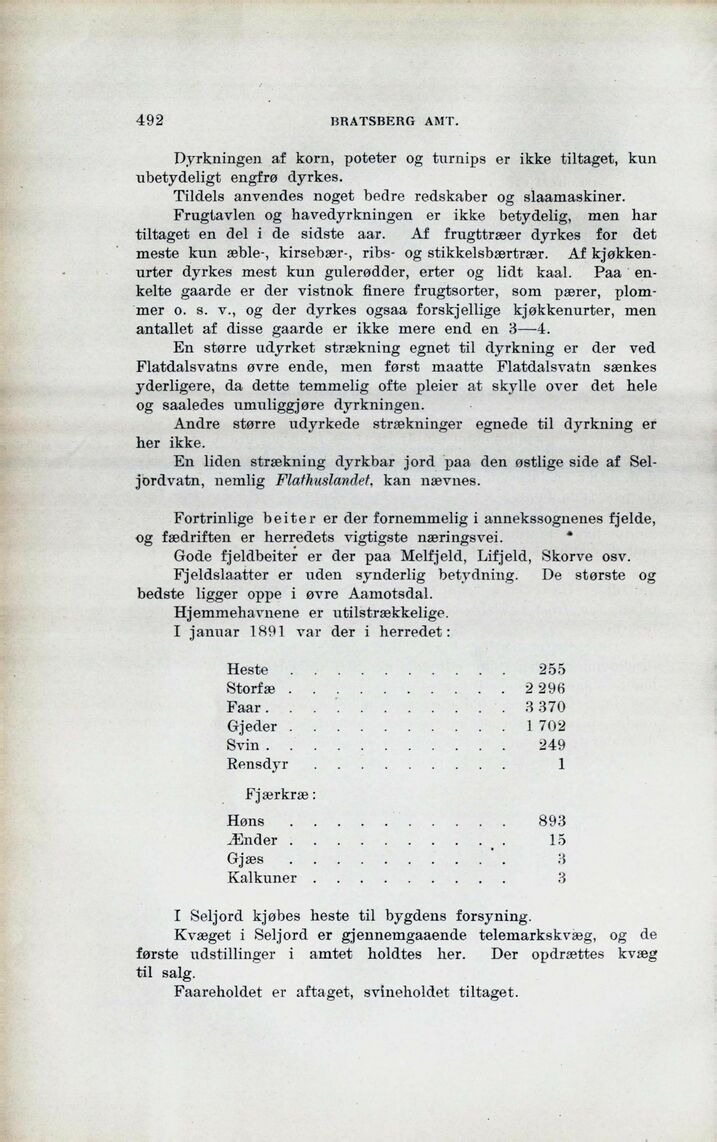 492 BRATSBERG AMT.
Dyrkningen af korn, poteter og turnips er ikke tiltaget, kun
ubetydeligt engfrø dyrkes.
Tildels anvendes noget bedre redskaber og slaamaskiner.
Frugtavlen og havedyrkningen er ikke betydelig, men har
tiltaget en del i de sidste aar. Af frugttræer dyrkes for det
meste kun æble-, kirsebær-, ribs- og stikkelsbærtrær. Af kjøkken-
urter dyrkes mest kun gulerødder, erter og lidt kaal. Paa en-
kelte gaarde er der vistnok finere frugtsorter, som pærer, plom-
mer o. s. v., og der dyrkes ogsaa forskjellige kjøkkenurter, men
antallet af disse gaarde er ikke mere end en 3—4.
En større udyrket strækning egnet til dyrkning er der ved
Flatdalsvatns øvre ende, men først maatte Flatdalsvatn sænkes
yderligere, da dette temmelig ofte pleier at skylle over det hele
og saaledes umuliggjøre dyrkningen.
Andre større udyrkede strækninger egnede til dyrkning er
her ikke.
En liden strækning dyrkbar jord paa den østlige side af Sel-
jordvatn, nemlig Flathuslandet, kan nævnes.
Fortrinlige beiter er der fornemmelig i annekssognenes fjelde,
og fædriften er herredets vigtigste næringsvei.
Gode fjeldbeiter er der paa Melfjeld, Lifjeld, Skorve osv.
Fjeldslaatter er uden synderlig betydning. De største og
bedste ligger oppe i øvre Aamotsdal.
Hjemmehavnene er utilstrækkelige.
I januar 1891 var der i herredet:
Heste . . . . . . . . . . 255
Storfæ . . . . . . . . . . 2 296
Faar . . . . . . . . . . . 3 370
Gjeder . . . . . . . . . . 1 702
Svin . . . . . . . . . . . 249
Rensdyr . . . . . . . . . 1
Fjærkræ:
Høns . . . . . . . . . . 893
Ænder . . . . . . . . . . 15
Gjæs . . . . . . . . . . 3
Kalkuner . . . . . . . . . 3
I Seljord kjøbes heste til bygdens forsyning.
Kvæget i Seljord er gjennemgaaende telemarkskvæg, og de
første udstillinger i amtet holdtes her. Der opdrættes kvæg
til salg.
Faareholdet er aftaget, svineholdet tiltaget.